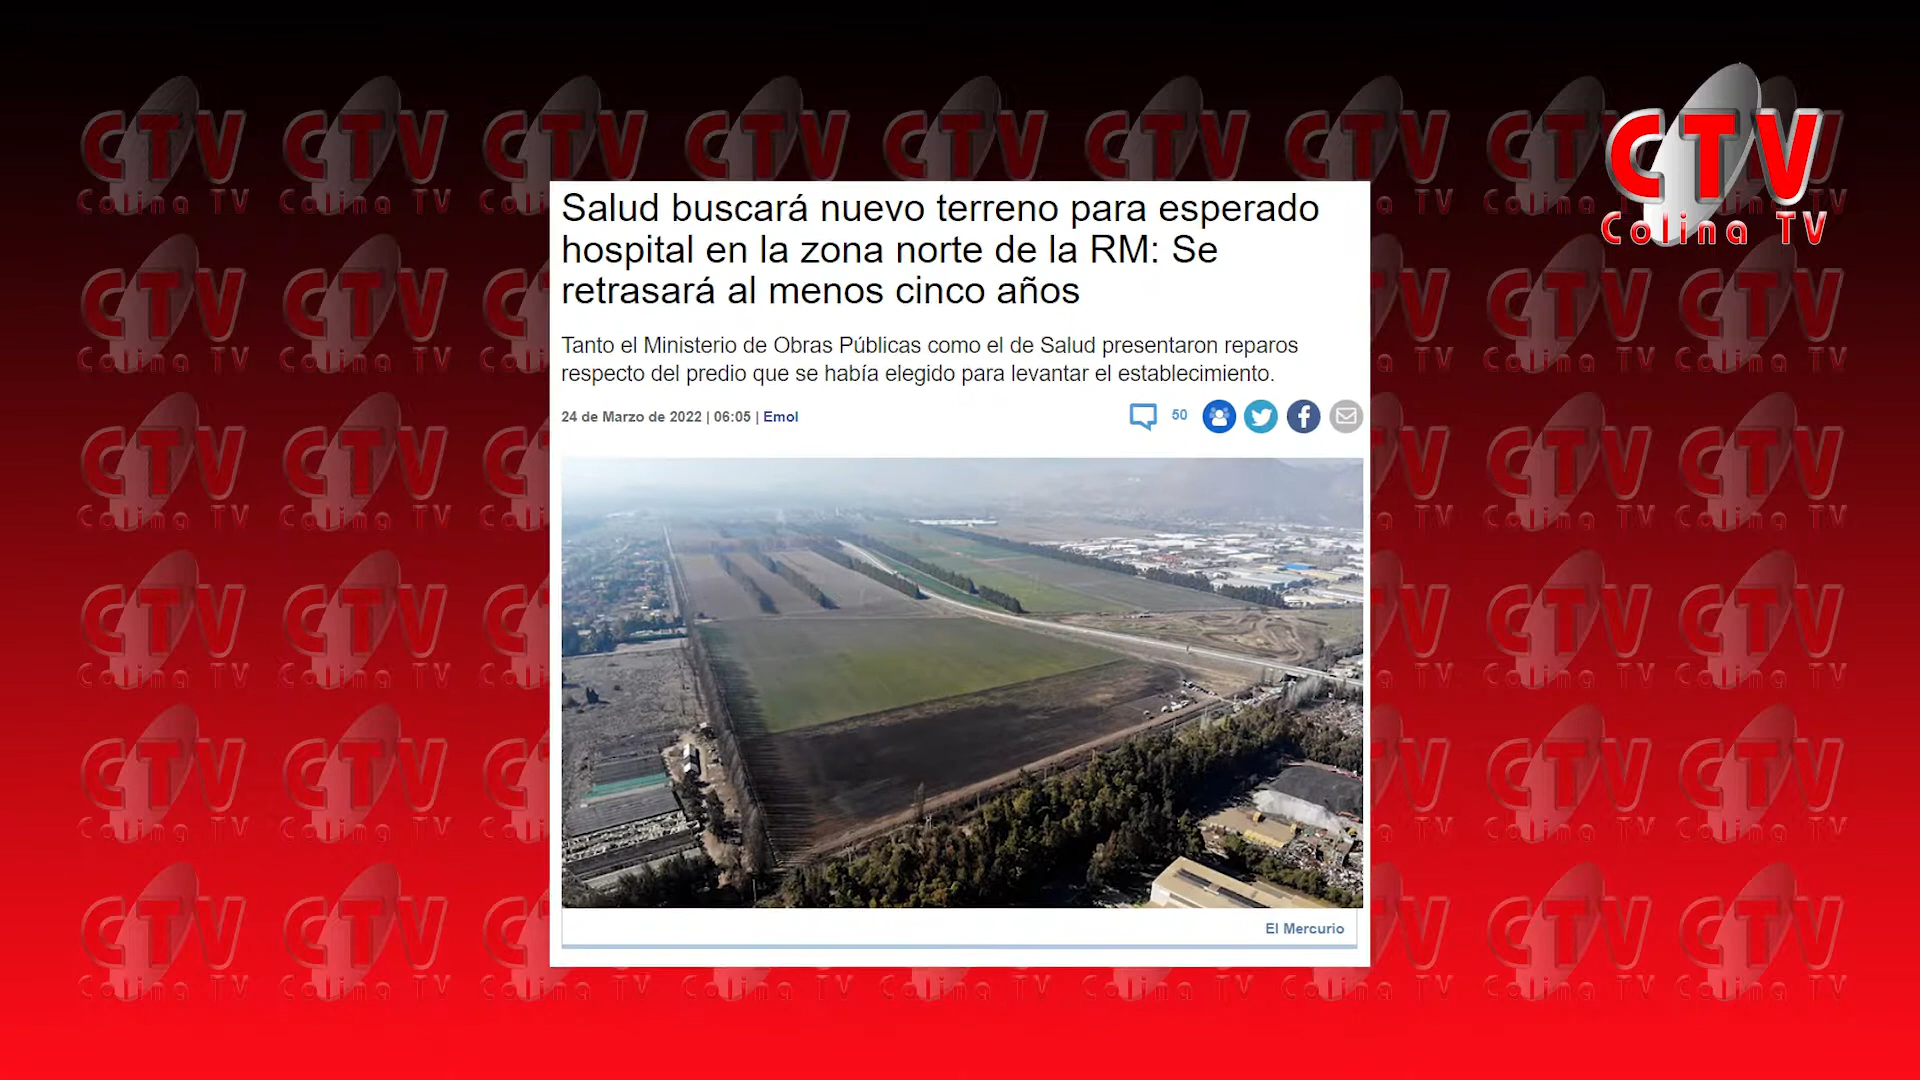 CTV
Colina TV
Salud buscará nuevo terreno para esperado
hospital en la zona norte de la RM: Se
retrasará al menos cinco años
Tanto el Ministerio de Obras Públicas como el de Salud presentaron reparos
respecto del predio que se había elegido para levantar el establecimiento.
24 de Marzo de 2022 | 06:05 | Emol
50
El Mercurio